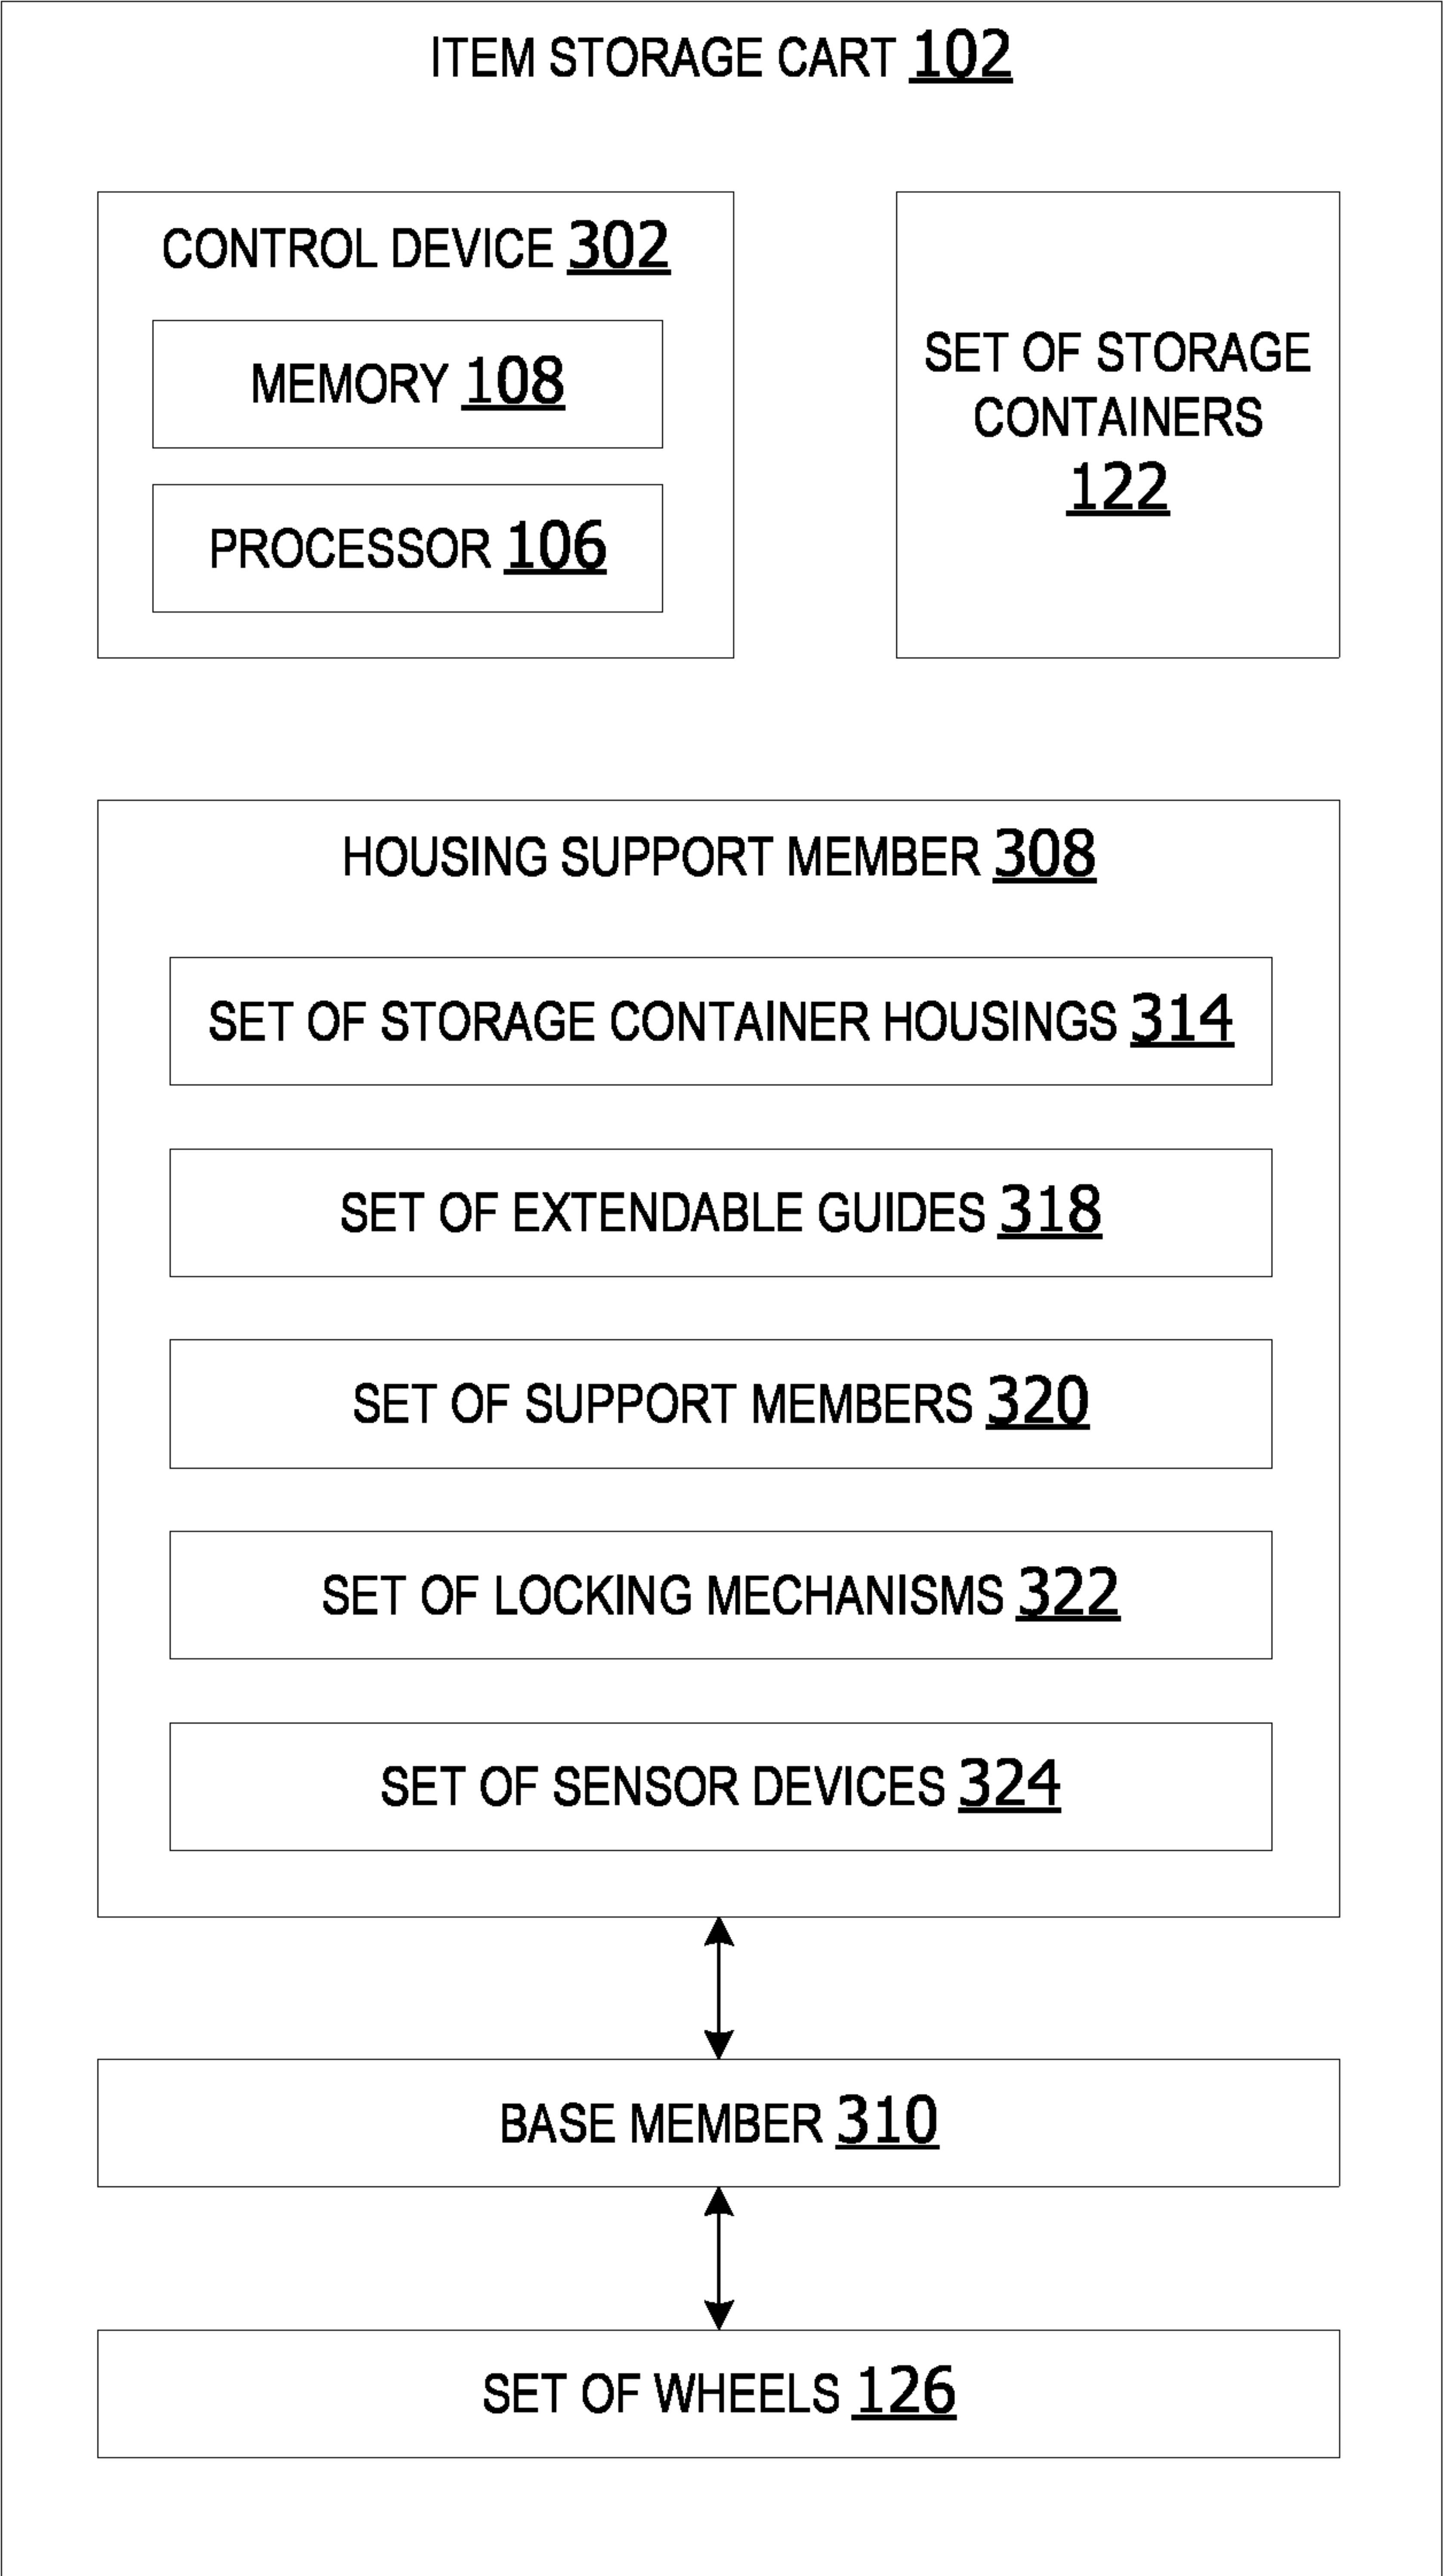 ITEM STORAGE CART 102
CONTROL DEVICE 302
MEMORY 108
PROCESSOR 106
SET OF STORAGE
CONTAINERS
122
HOUSING SUPPORT MEMBER 308
SET OF STORAGE CONTAINER HOUSINGS 314
SET OF EXTENDABLE GUIDES 318
SET OF SUPPORT MEMBERS 320
SET OF LOCKING MECHANISMS 322
SET OF SENSOR DEVICES 324
BASE MEMBER 310
SET OF WHEELS 126